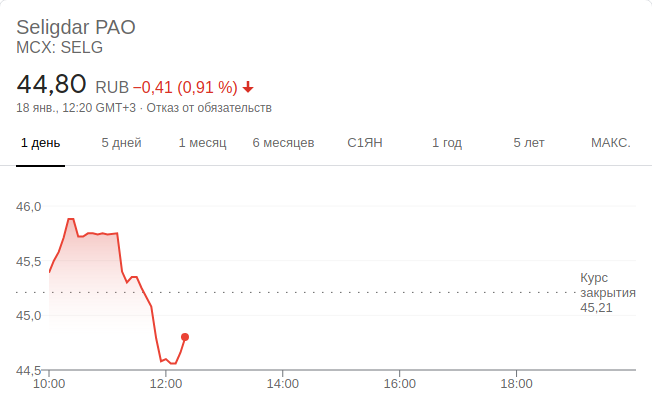 Seligdar PAO
MCX: SELG
44,80 RUB −0,41 (0,91 %)
18 янв., 12:20 GMT+3 · Отказ от обязательств
1 день 5 дней 1 месяц 6 месяцев С1ЯН 1 год 5 лет МАКС.
46,0
45,5
Курс
закрытия
45,21
45,0
44,5
10:00 12:00 14:00 16:00 18:00